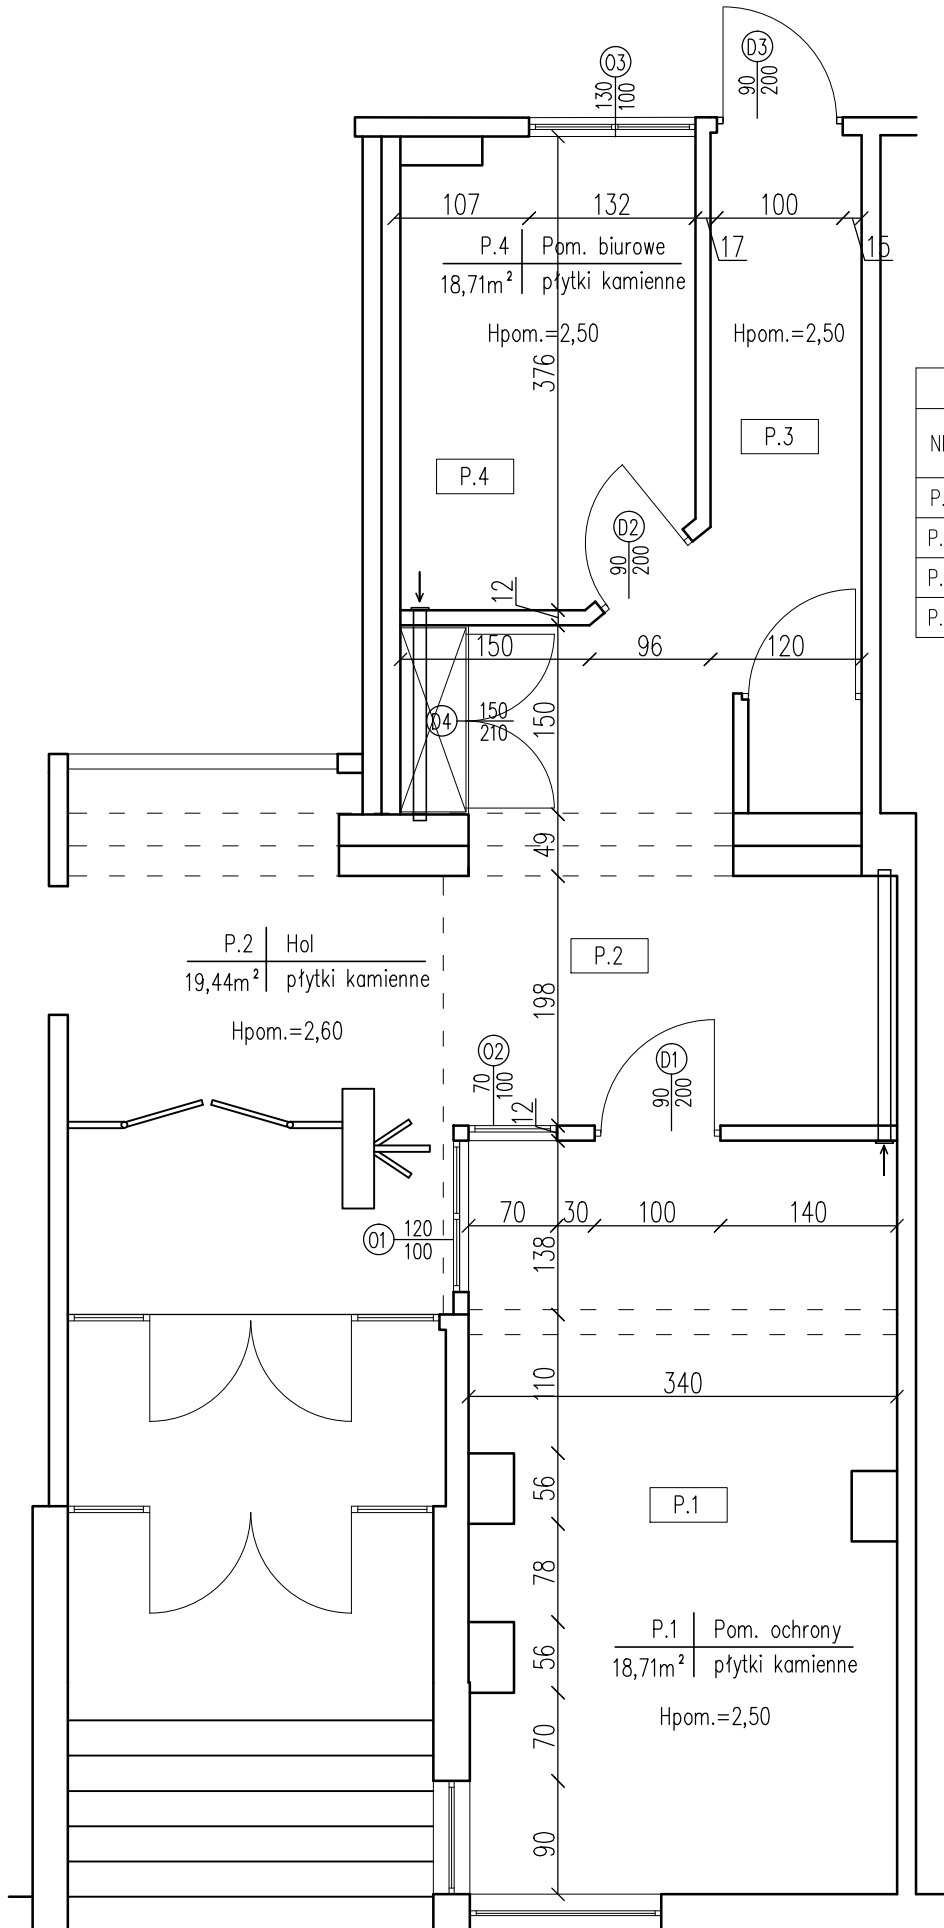 D3
90
200
O3
130
100
107
132
100
17
15
P.4 Pom. biurowe
18,71m² płytki kamienne
Hpom.=2,50
Hpom.=2,50
376
P.3
P.4
P.
P.
P.
P.
D2
90
200
12
150
96
120
D4
150
210
150
49
P.2 Hol
19,44m² płytki kamienne
Hpom.=2,60
P.2
198
O2
70
100
D1
90
200
12
70
30
100
140
O1
120
100
138
110
340
56
P.1
78
P.1 Pom. ochrony
18,71m² płytki kamienne
Hpom.=2,50
56
70
90